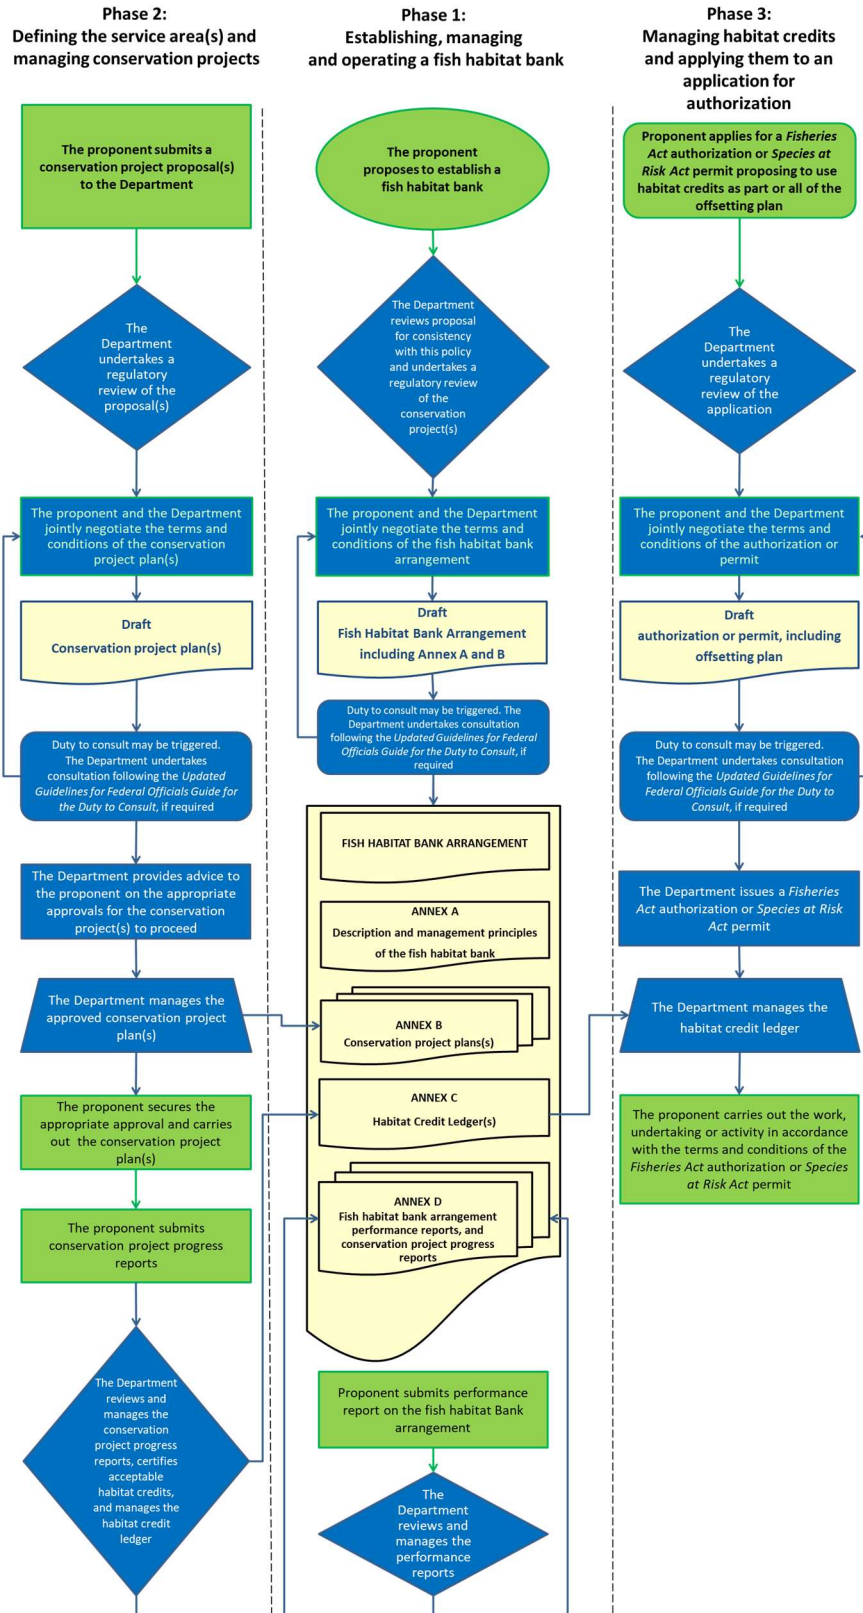 Phase 2:
Defining the service area(s) and
managing conservation projects
The proponent submits a
conservation project proposal(s)
to the Department
The
Department
undertakes a
regulatory
review of the
proposal(s)
The proponent and the Department
jointly negotiate the terms and
conditions of the conservation
project plan(s)
Draft
Conservation project plan(s)
Duty to consult may be triggered.
The Department undertakes
consultation following the Updated
Guidelines for Federal Officials Guide for
the Duty to Consult, if required
The Department provides advice to
the proponent on the appropriate
approvals for the conservation
project(s) to proceed
The Department manages the
approved conservation project
plan(s)
The proponent secures the
appropriate approval and carries
out the conservation project
plan(s)
The proponent submits
conservation project progress
reports
The Department
reviews and
manages the
conservation
project progress
reports, certifies
acceptable
habitat credits,
and manages the
habitat credit
ledger
Phase 1:
Establishing, managing
and operating a fish habitat bank
The proponent
proposes to establish a
fish habitat bank
The Department
reviews proposal
for consistency
with this policy
and undertakes a
regulatory review
of the
conservation
project(s)
The proponent and the Department
jointly negotiate the terms and
conditions of the fish habitat bank
arrangement
Draft
Fish Habitat Bank Arrangement
including Annex A and B
Duty to consult may be triggered. The
Department undertakes consultation
following the Updated Guidelines for Federal
Officials Guide for the Duty to Consult, if
required
FISH HABITAT BANK ARRANGEMENT
ANNEX A
Description and management principles
of the fish habitat bank
ANNEX B
Conservation project plans(s)
ANNEX C
Habitat Credit Ledger(s)
ANNEX D
Fish habitat bank arrangement
performance reports, and
conservation project progress
reports
Proponent submits performance
report on the fish habitat Bank
arrangement
The
Department
reviews and
manages the
performance
reports
Phase 3:
Managing habitat credits
and applying them to an
application for
authorization
Proponent applies for a Fisheries
Act authorization or Species at
Risk Act permit proposing to use
habitat credits as part or all of the
offsetting plan
The
Department
undertakes a
regulatory
review of the
application
The proponent and the Department
jointly negotiate the terms and
conditions of the authorization or
permit
Draft
authorization or permit, including
offsetting plan
Duty to consult may be triggered.
The Department undertakes consultation
following the Updated Guidelines for
Federal Officials Guide for the Duty to
Consult, if required
The Department issues a Fisheries
Act authorization or Species at Risk
Act permit
The Department manages the
habitat credit ledger
The proponent carries out the work,
undertaking or activity in accordance
with the terms and conditions of the
Fisheries Act authorization or Species
at Risk Act permit